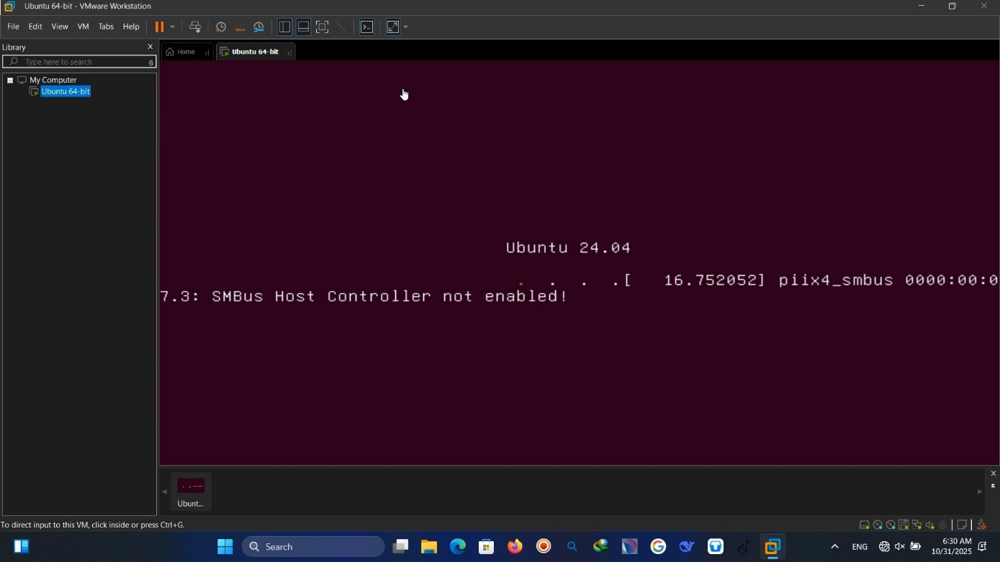 Ubuntu 64-bit - VMware Workstation
File Edit View VM Tabs Help
Library
Home
Ubuntu 64-bit
Type here to search
My Computer
Ubuntu 64-bit
Ubuntu 24.04
. . . .[ 16.752052] piix4_smbus 0000:00:0
7.3: SMBus Host Controller not enabled!
Ubunt...
To direct input to this VM, click inside or press Ctrl+G.
Search
ENG
6:30 AM
10/31/2025